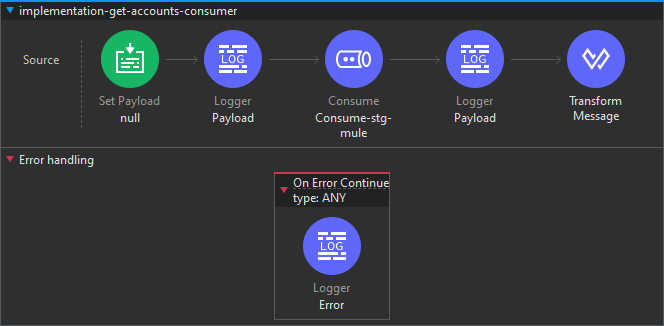 implementation-get-accounts-consumer
Source
LOG
LOG
Set Payload
Logger
Consume
Logger
Transform
null
Payload
Consume-stg-
Payload
Message
mule
Error handling
On Error Continue
type: ANY
LOG
Logger
Error